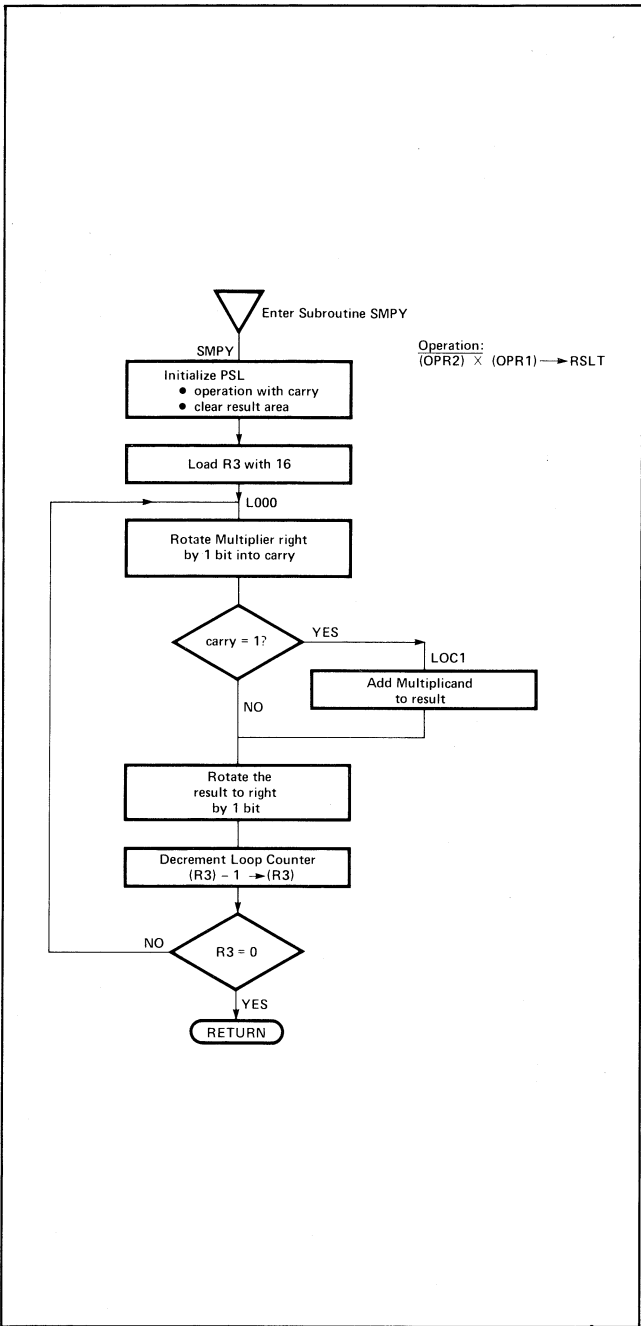 Enter Subroutine SMPY
Operation:
(OPR2) × (OPR1) → RSLT
SMPY
Initialize PSL
• operation with carry
• clear result area
Load R3 with 16
L000
Rotate Multiplier right
by 1 bit into carry
carry = 1?
YES
LOC1
Add Multiplicand
to result
NO
Rotate the
result to right
by 1 bit
Decrement Loop Counter
(R3) – 1 → (R3)
NO
R3 = 0
YES
RETURN